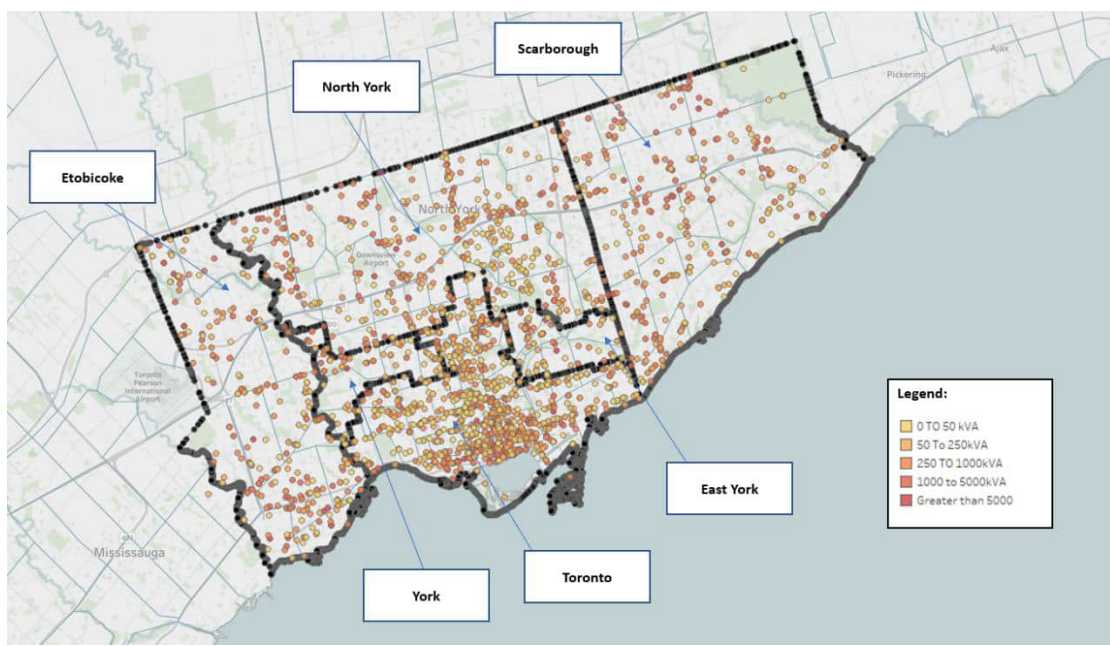 Scarborough
Ajax
Pickering
North York
Etobicoke
North York
Downsview
Airport
Toronto
Pearson
International
Airport
Legend:
0 TO 50 kVA
50 To 250kVA
250 TO 1000kVA
1000 to 5000kVA
Greater than 5000
East York
Mississauga
Toronto
York